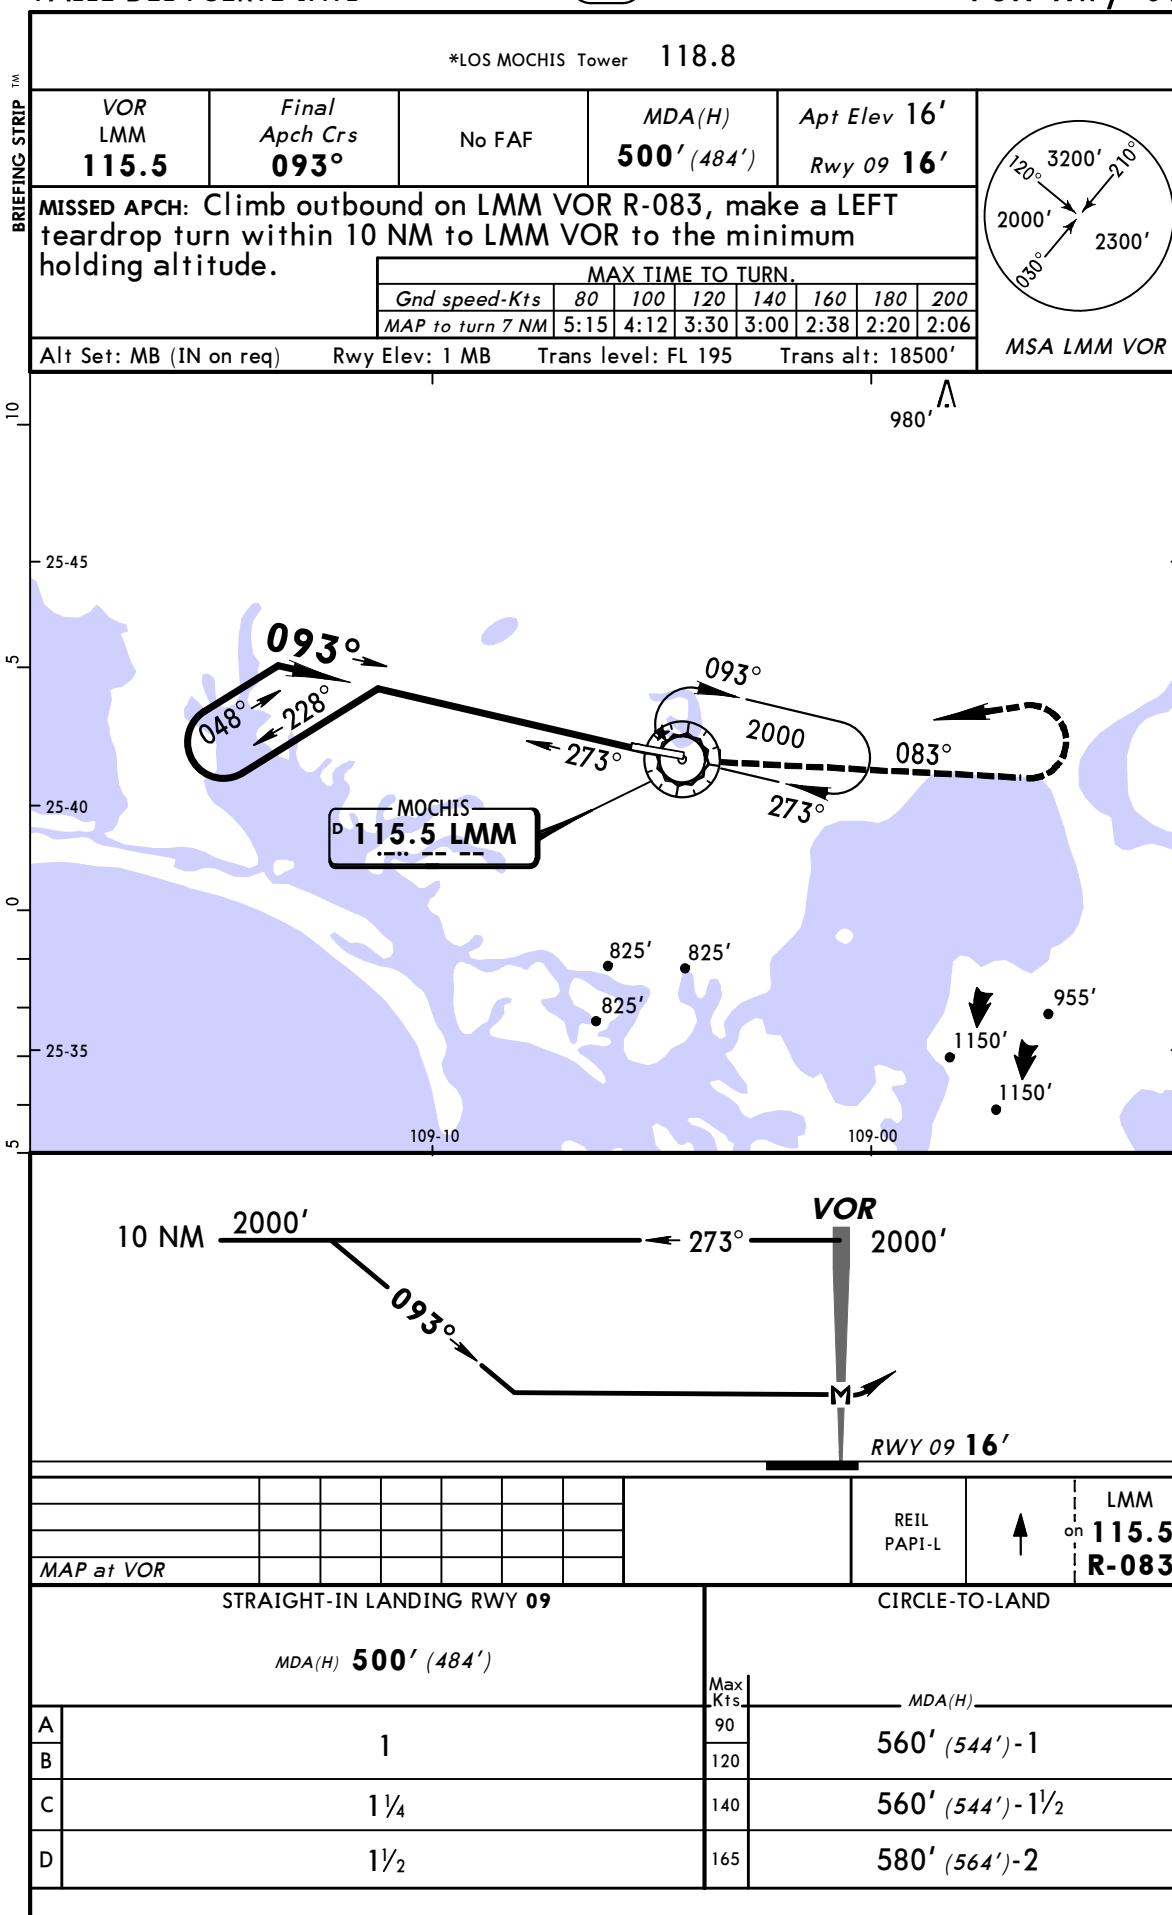 *LOS MOCHIS Tower 118.8
BRIEFING STRIP TM
VOR
LMM
115.5
Final
Apch Crs
093°
No FAF
MDA(H)
500' (484')
Apt Elev 16'
Rwy 09 16'
MISSED APCH: Climb outbound on LMM VOR R-083, make a LEFT
teardrop turn within 10 NM to LMM VOR to the minimum
holding altitude.
MAX TIME TO TURN.
Gnd speed-Kts 80 100 120 140 160 180 200
MAP to turn 7 NM 5:15 4:12 3:30 3:00 2:38 2:20 2:06
Alt Set: MB (IN on req) Rwy Elev: 1 MB Trans level: FL 195 Trans alt: 18500'
120°
3200'
210°
2000'
2300'
030°
MSA LMM VOR
10
980'
25-45
5
093°
048°
228°
273°
093°
2000
083°
273°
25-40
MOCHIS
D 115.5 LMM
0
825'
825'
825'
955'
1150'
1150'
25-35
5
109-10
109-00
VOR
10 NM
2000'
273°
2000'
093°
M
RWY 09 16'
MAP at VOR
REIL
PAPI-L
on
LMM
115.5
R-083
STRAIGHT-IN LANDING RWY 09
CIRCLE-TO-LAND
MDA(H) 500' (484')
Max
Kts
MDA(H)
A
B
1
90
120
560' (544')-1
C
1 1/4
140
560' (544')-1 1/2
D
1 1/2
165
580' (564')-2